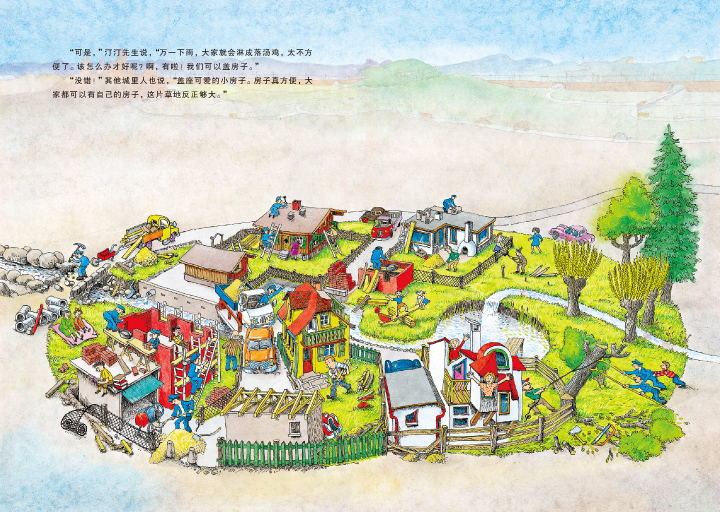 “可是，”汀汀先生说，“万一下雨，大家就会淋成落汤鸡，太不方
便了。该怎么办才好呢？啊，有啦！我们可以盖房子。”
“没错！”其他城里人也说，“盖座可爱的小房子。房子真方便，大
家都可以有自己的房子，这片草地反正够大。”